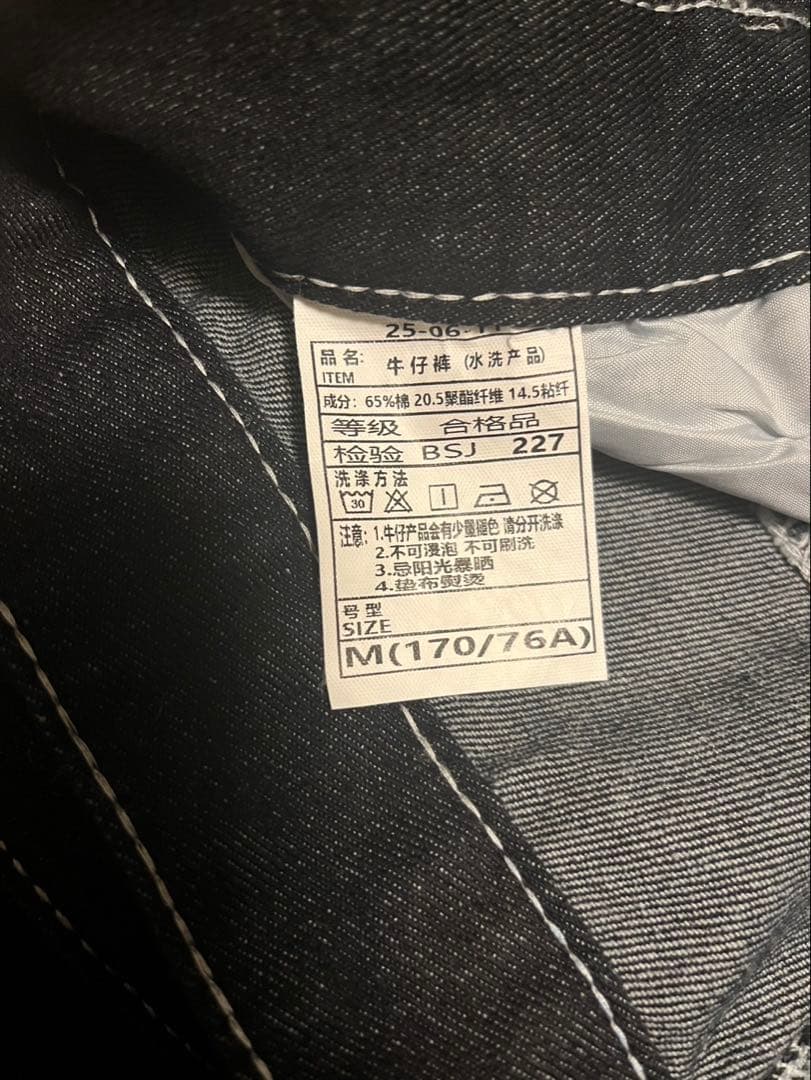 25-06-11
品名: 牛仔裤 (水洗产品)
ITEM
成分: 65%棉 20.5聚酯纤维 14.5粘纤
等级 合格品
检验 BSJ 227
洗涤方法
30
注意: 1.牛仔产品会有少量褪色 请分开洗涤
2.不可浸泡 不可刷洗
3.忌阳光暴晒
4.垫布熨烫
号型
SIZE
M(170/76A)